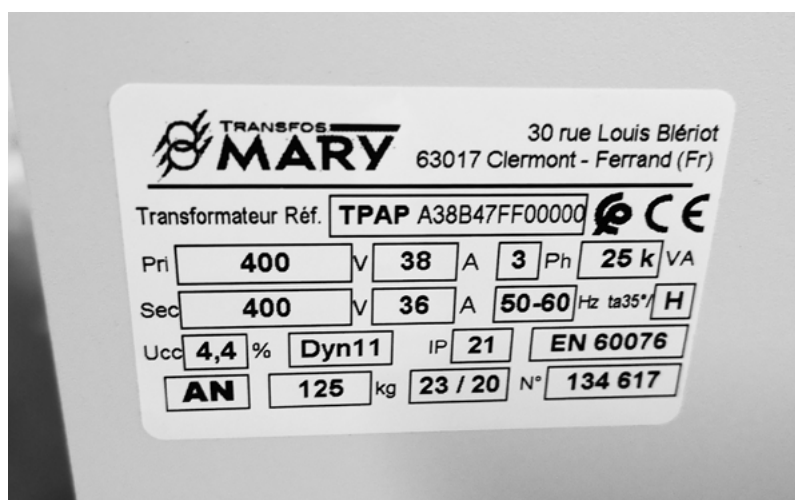 TRANSFOS
MARY
30 rue Louis Blériot
63017 Clermont - Ferrand (Fr)
Transformateur Réf. TPAP A38B47FF00000 CE
Pri 400 V 38 A 3 Ph 25 k VA
Sec 400 V 36 A 50-60 Hz ta35°/ H
Ucc 4,4 % Dyn11 IP 21 EN 60076
AN 125 kg 23 / 20 N° 134 617